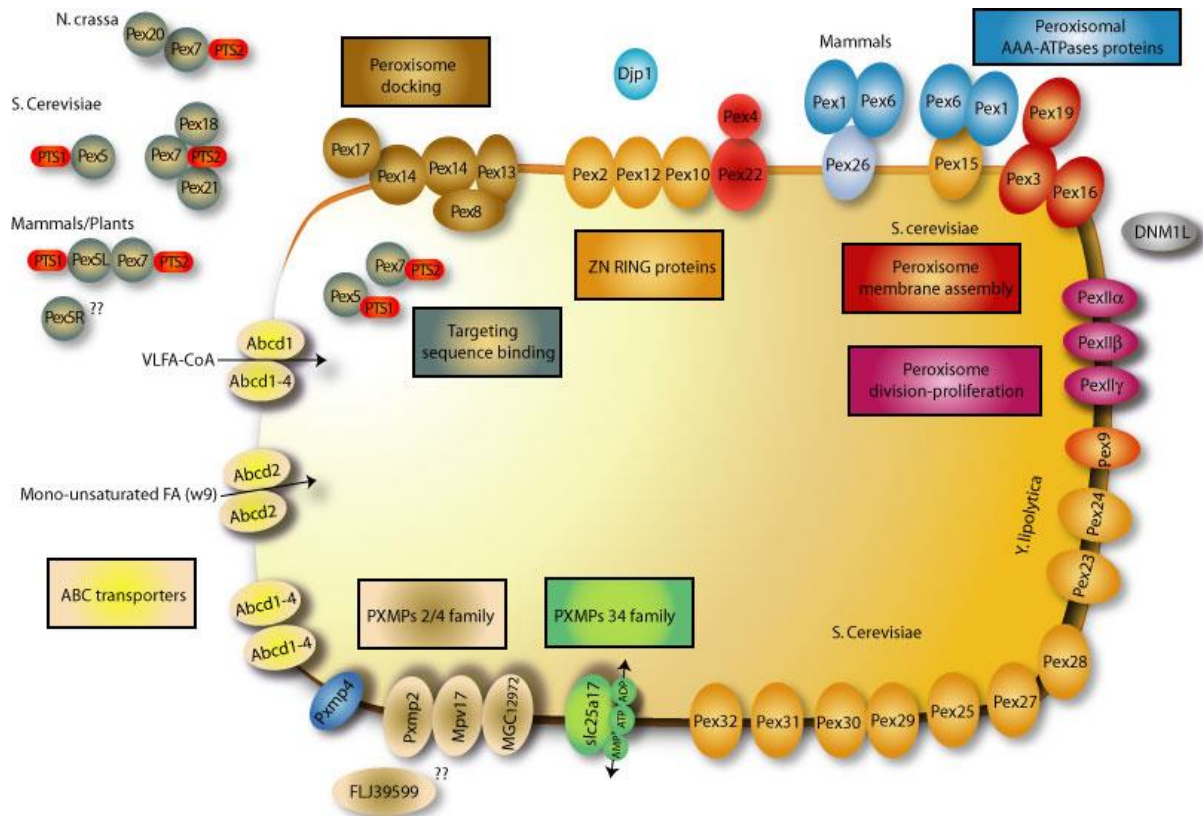 N. crassa
Pex20
Pex7
PTS2
Peroxisome
docking
Djp1
Mammals
Peroxisomal
AAA-ATPases proteins
S. Cerevisiae
PTS1
Pex5
Pex18
Pex7
PTS2
Pex21
Pex17
Pex14
Pex14
Pex13
Pex8
Pex2
Pex12
Pex10
Pex4
Pex22
Pex1
Pex6
Pex26
Pex6
Pex1
Pex15
Pex19
Pex3
Pex16
Mammals/Plants
PTS1
Pex5L
Pex7
PTS2
Pex5R
??
Pex7
PTS2
Pex5
PTS1
Targeting
sequence binding
ZN RING proteins
S. cerevisiae
Peroxisome
membrane assembly
Peroxisome
division-proliferation
DNM1L
PexIIα
PexIIβ
PexIIγ
Pex9
Pex24
Pex23
Y. lipolytica
VLFA-CoA
Abcd1
Abcd1-4
Mono-unsaturated FA (w9)
Abcd2
Abcd2
ABC transporters
Abcd1-4
Abcd1-4
PXMPs 2/4 family
PXMPs 34 family
S. Cerevisiae
Pxmp4
Pxmp2
Mpv17
MGC12972
slc25a17
ADP
ATP
AMP
Pex32
Pex31
Pex30
Pex29
Pex25
Pex27
Pex28
FLJ39599
??